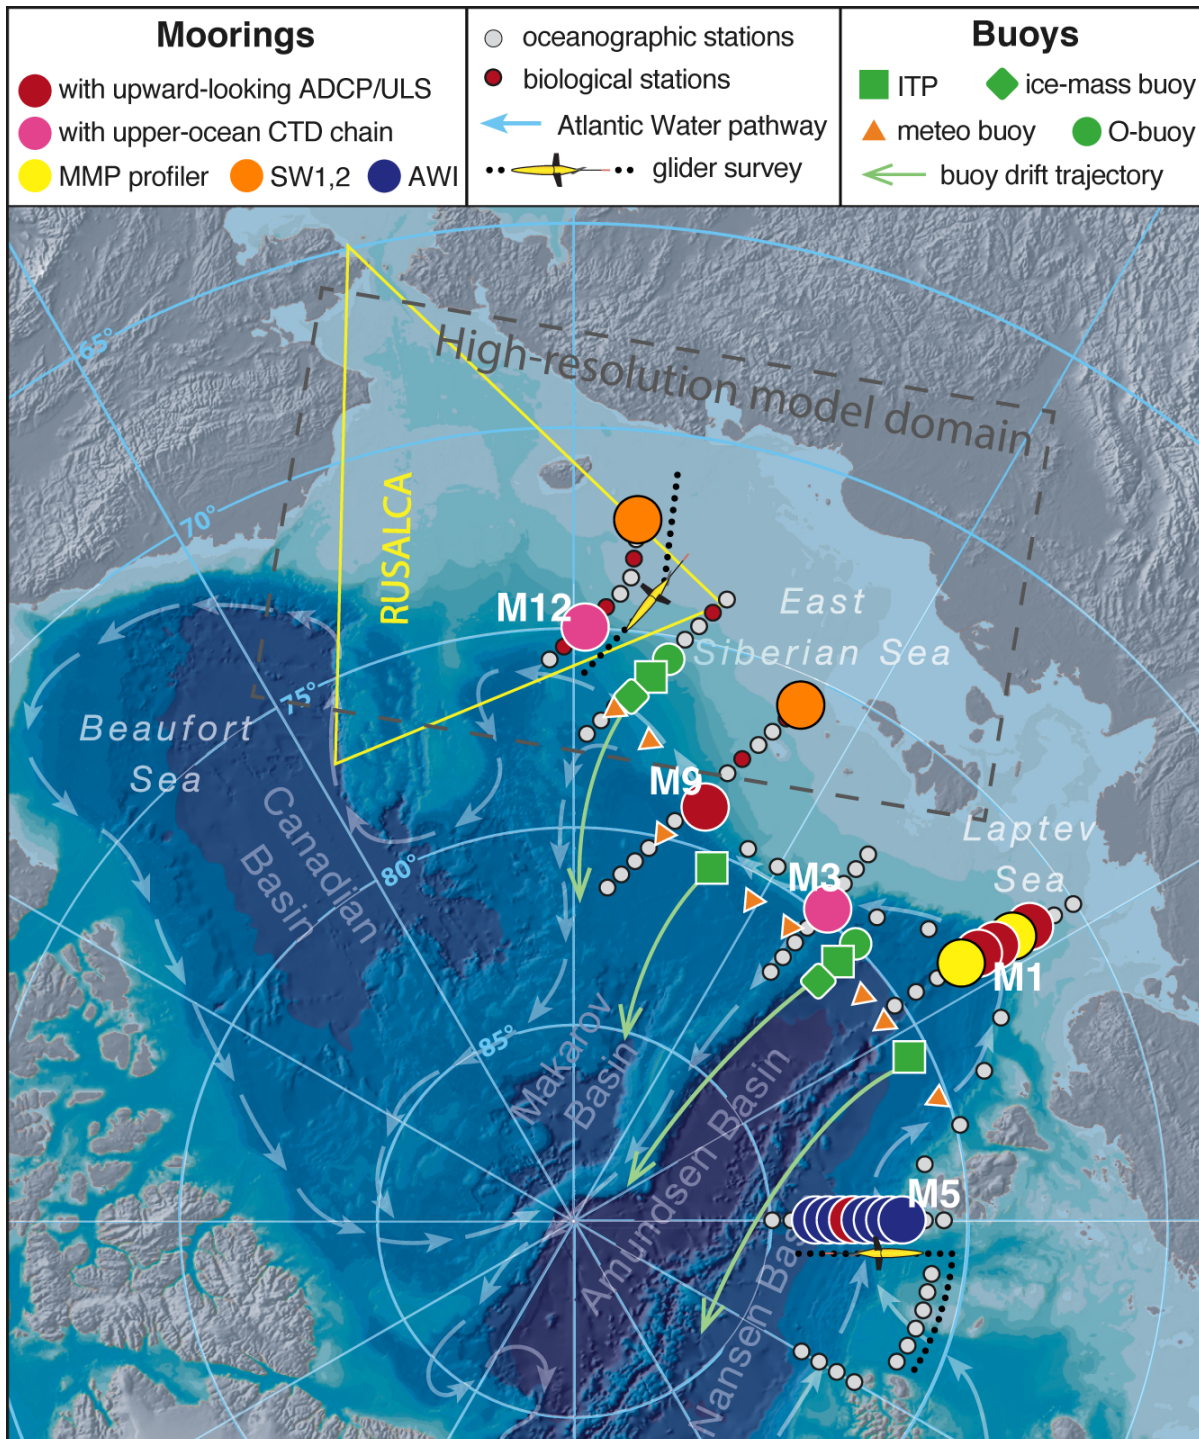 Moorings
with upward-looking ADCP/ULS
with upper-ocean CTD chain
MMP profiler
SW1,2
AWI
oceanographic stations
biological stations
Atlantic Water pathway
glider survey
Buoys
ITP
ice-mass buoy
meteo buoy
O-buoy
buoy drift trajectory
65°
High-resolution model domain
70°
RUSALCA
M12
East
Siberian Sea
75°
Beaufort
Sea
M9
Canadian
Basin
80°
M3
Laptev
Sea
M1
85°
Makarov
Basin
Amundsen Basin
M5
Nansen Bas